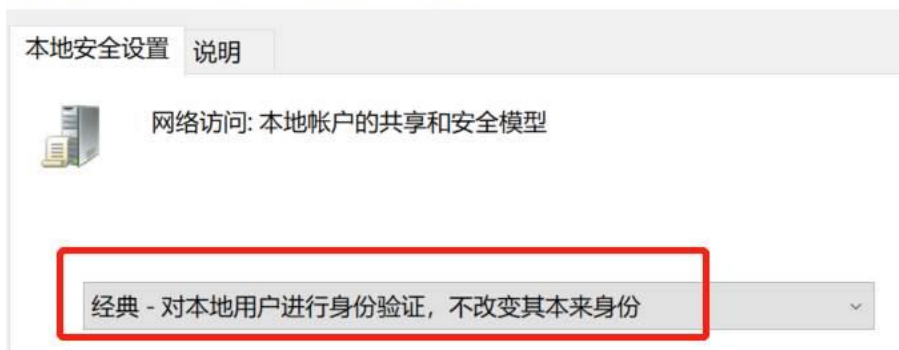 本地安全设置
说明
网络访问: 本地帐户的共享和安全模型
经典 - 对本地用户进行身份验证，不改变其本来身份